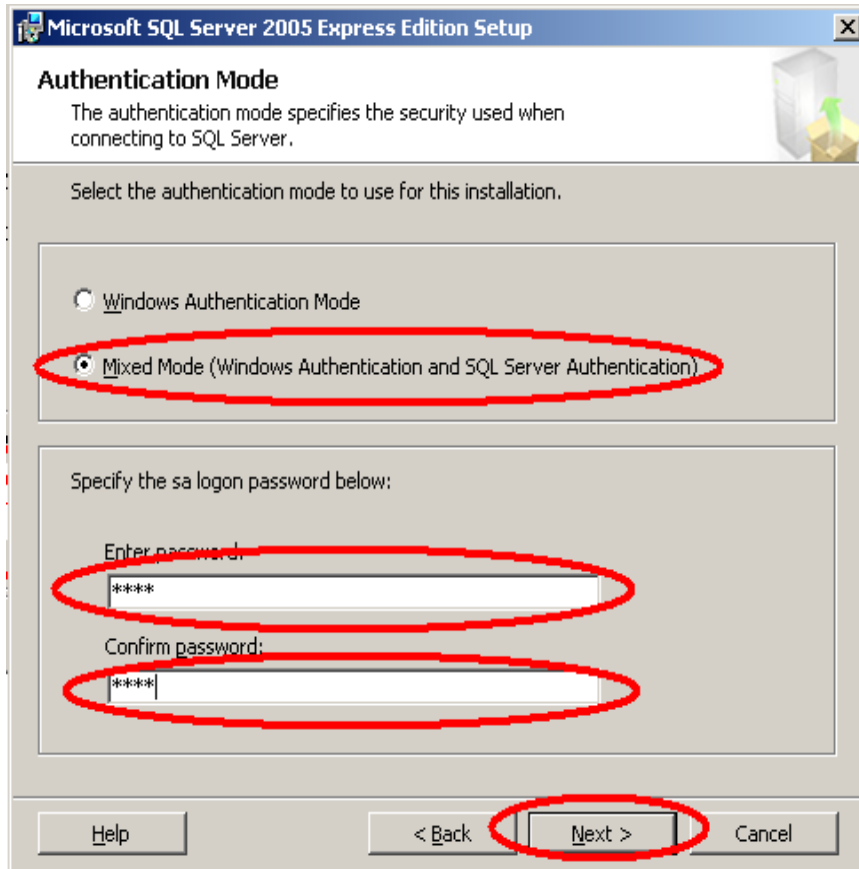 Microsoft SQL Server 2005 Express Edition Setup
Authentication Mode
The authentication mode specifies the security used when
connecting to SQL Server.
Select the authentication mode to use for this installation.
Windows Authentication Mode
Mixed Mode (Windows Authentication and SQL Server Authentication)
Specify the sa logon password below:
Enter password:
****
Confirm password:
****
Help < Back Next > Cancel